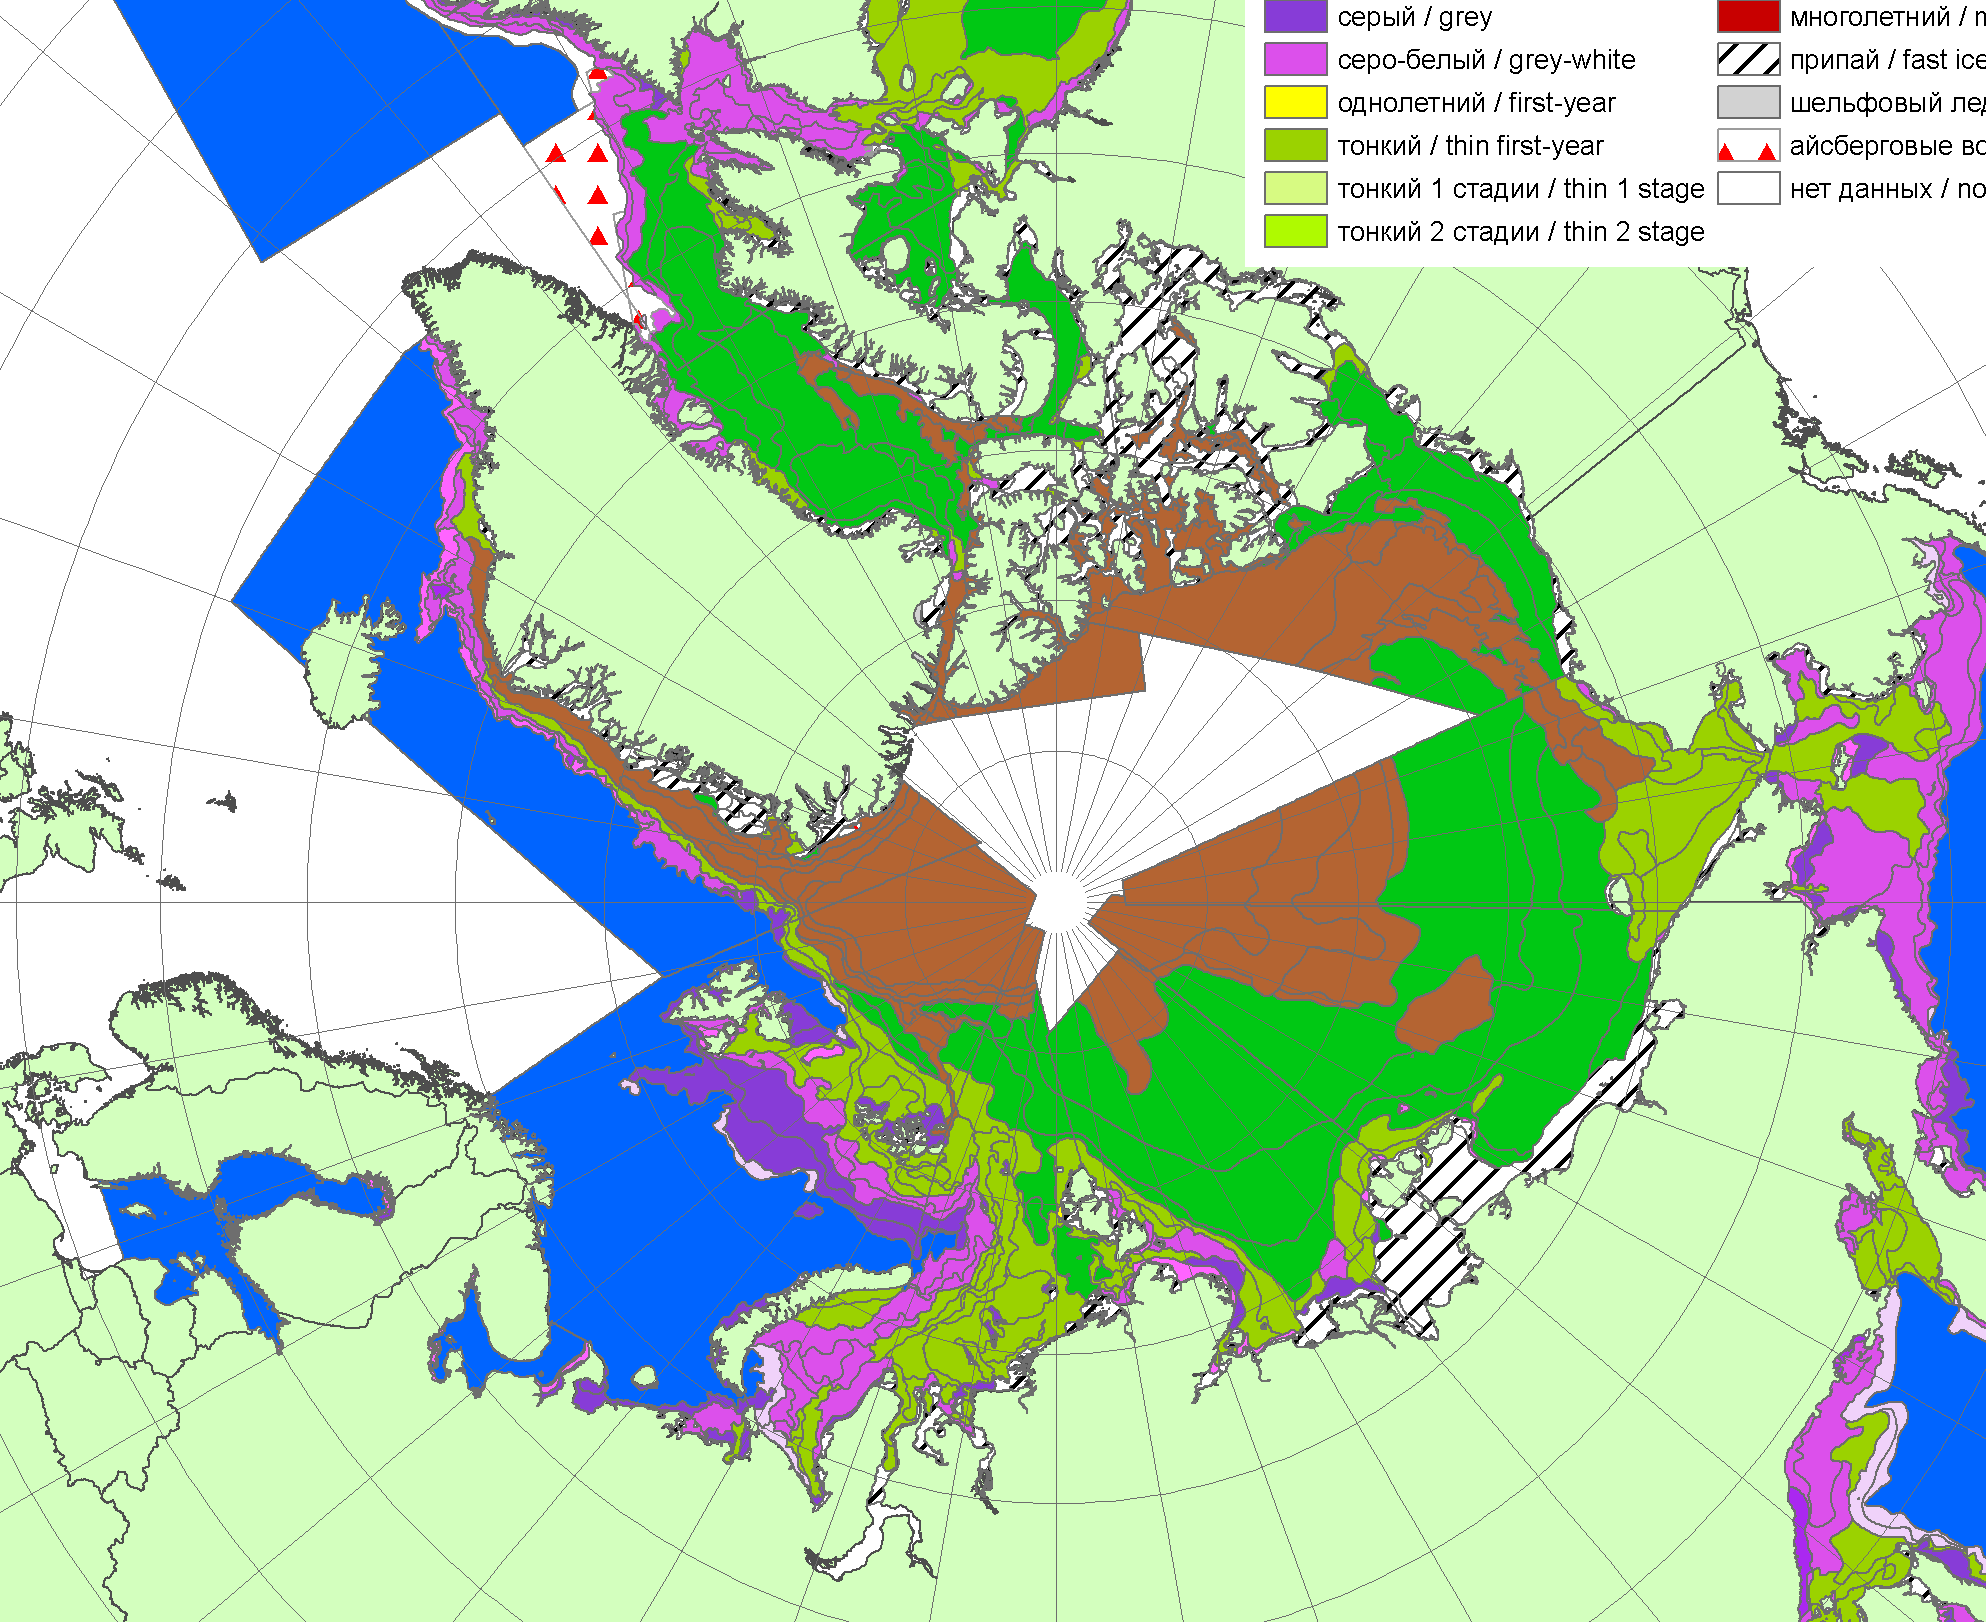 серый / grey
серо-белый / grey-white
однолетний / first-year
тонкий / thin first-year
тонкий 1 стадии / thin 1 stage
тонкий 2 стадии / thin 2 stage
многолетний /
припай / fast ice
шельфовый
айсберговые
нет данных / no